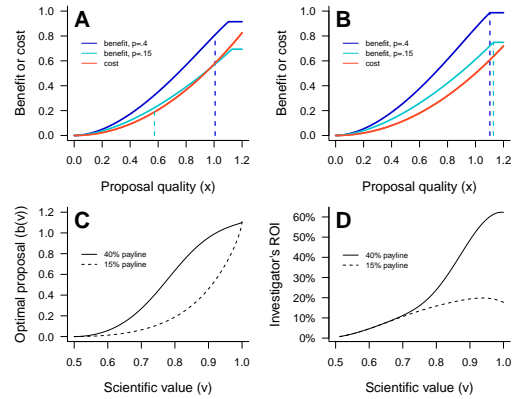 A
benefit, p=.4
benefit, p=.15
cost
Benefit or cost
1.0
0.8
0.6
0.4
0.2
0.0
0.0 0.2 0.4 0.6 0.8 1.0 1.2
Proposal quality (x)
B
benefit, p=.4
benefit, p=.15
cost
Benefit or cost
1.0
0.8
0.6
0.4
0.2
0.0
0.0 0.2 0.4 0.6 0.8 1.0 1.2
Proposal quality (x)
C
40% payline
15% payline
Optimal proposal (b(v))
1.2
1.0
0.8
0.6
0.4
0.2
0.0
0.5 0.6 0.7 0.8 0.9 1.0
Scientific value (v)
D
40% payline
15% payline
Investigator's ROI
60%
50%
40%
30%
20%
10%
0%
0.5 0.6 0.7 0.8 0.9 1.0
Scientific value (v)